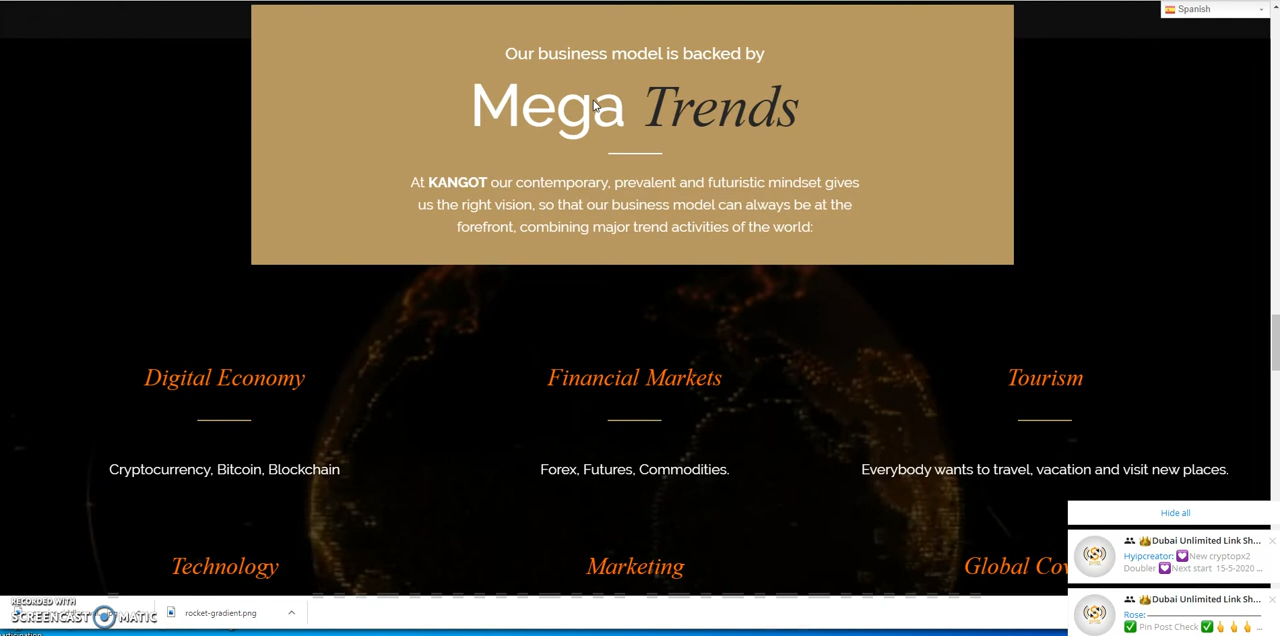 Spanish
Our business model is backed by
Mega Trends
At KANGOT our contemporary, prevalent and futuristic mindset gives
us the right vision, so that our business model can always be at the
forefront, combining major trend activities of the world:
Digital Economy
Financial Markets
Tourism
Cryptocurrency, Bitcoin, Blockchain
Forex, Futures, Commodities.
Everybody wants to travel, vacation and visit new places.
Hide all
Dubai Unlimited Link Sh...
Hyipcreator: 💟New cryptopx2
Doubler 💟Next start 15-5-2020 ...
Technology
Marketing
Global
Dubai Unlimited Link Sh...
Rose:
✅ Pin Post Check ✅ 👆 👆 👆 ...
RECORDED WITH
SCREENCAST MATIC
rocket-gradient.png